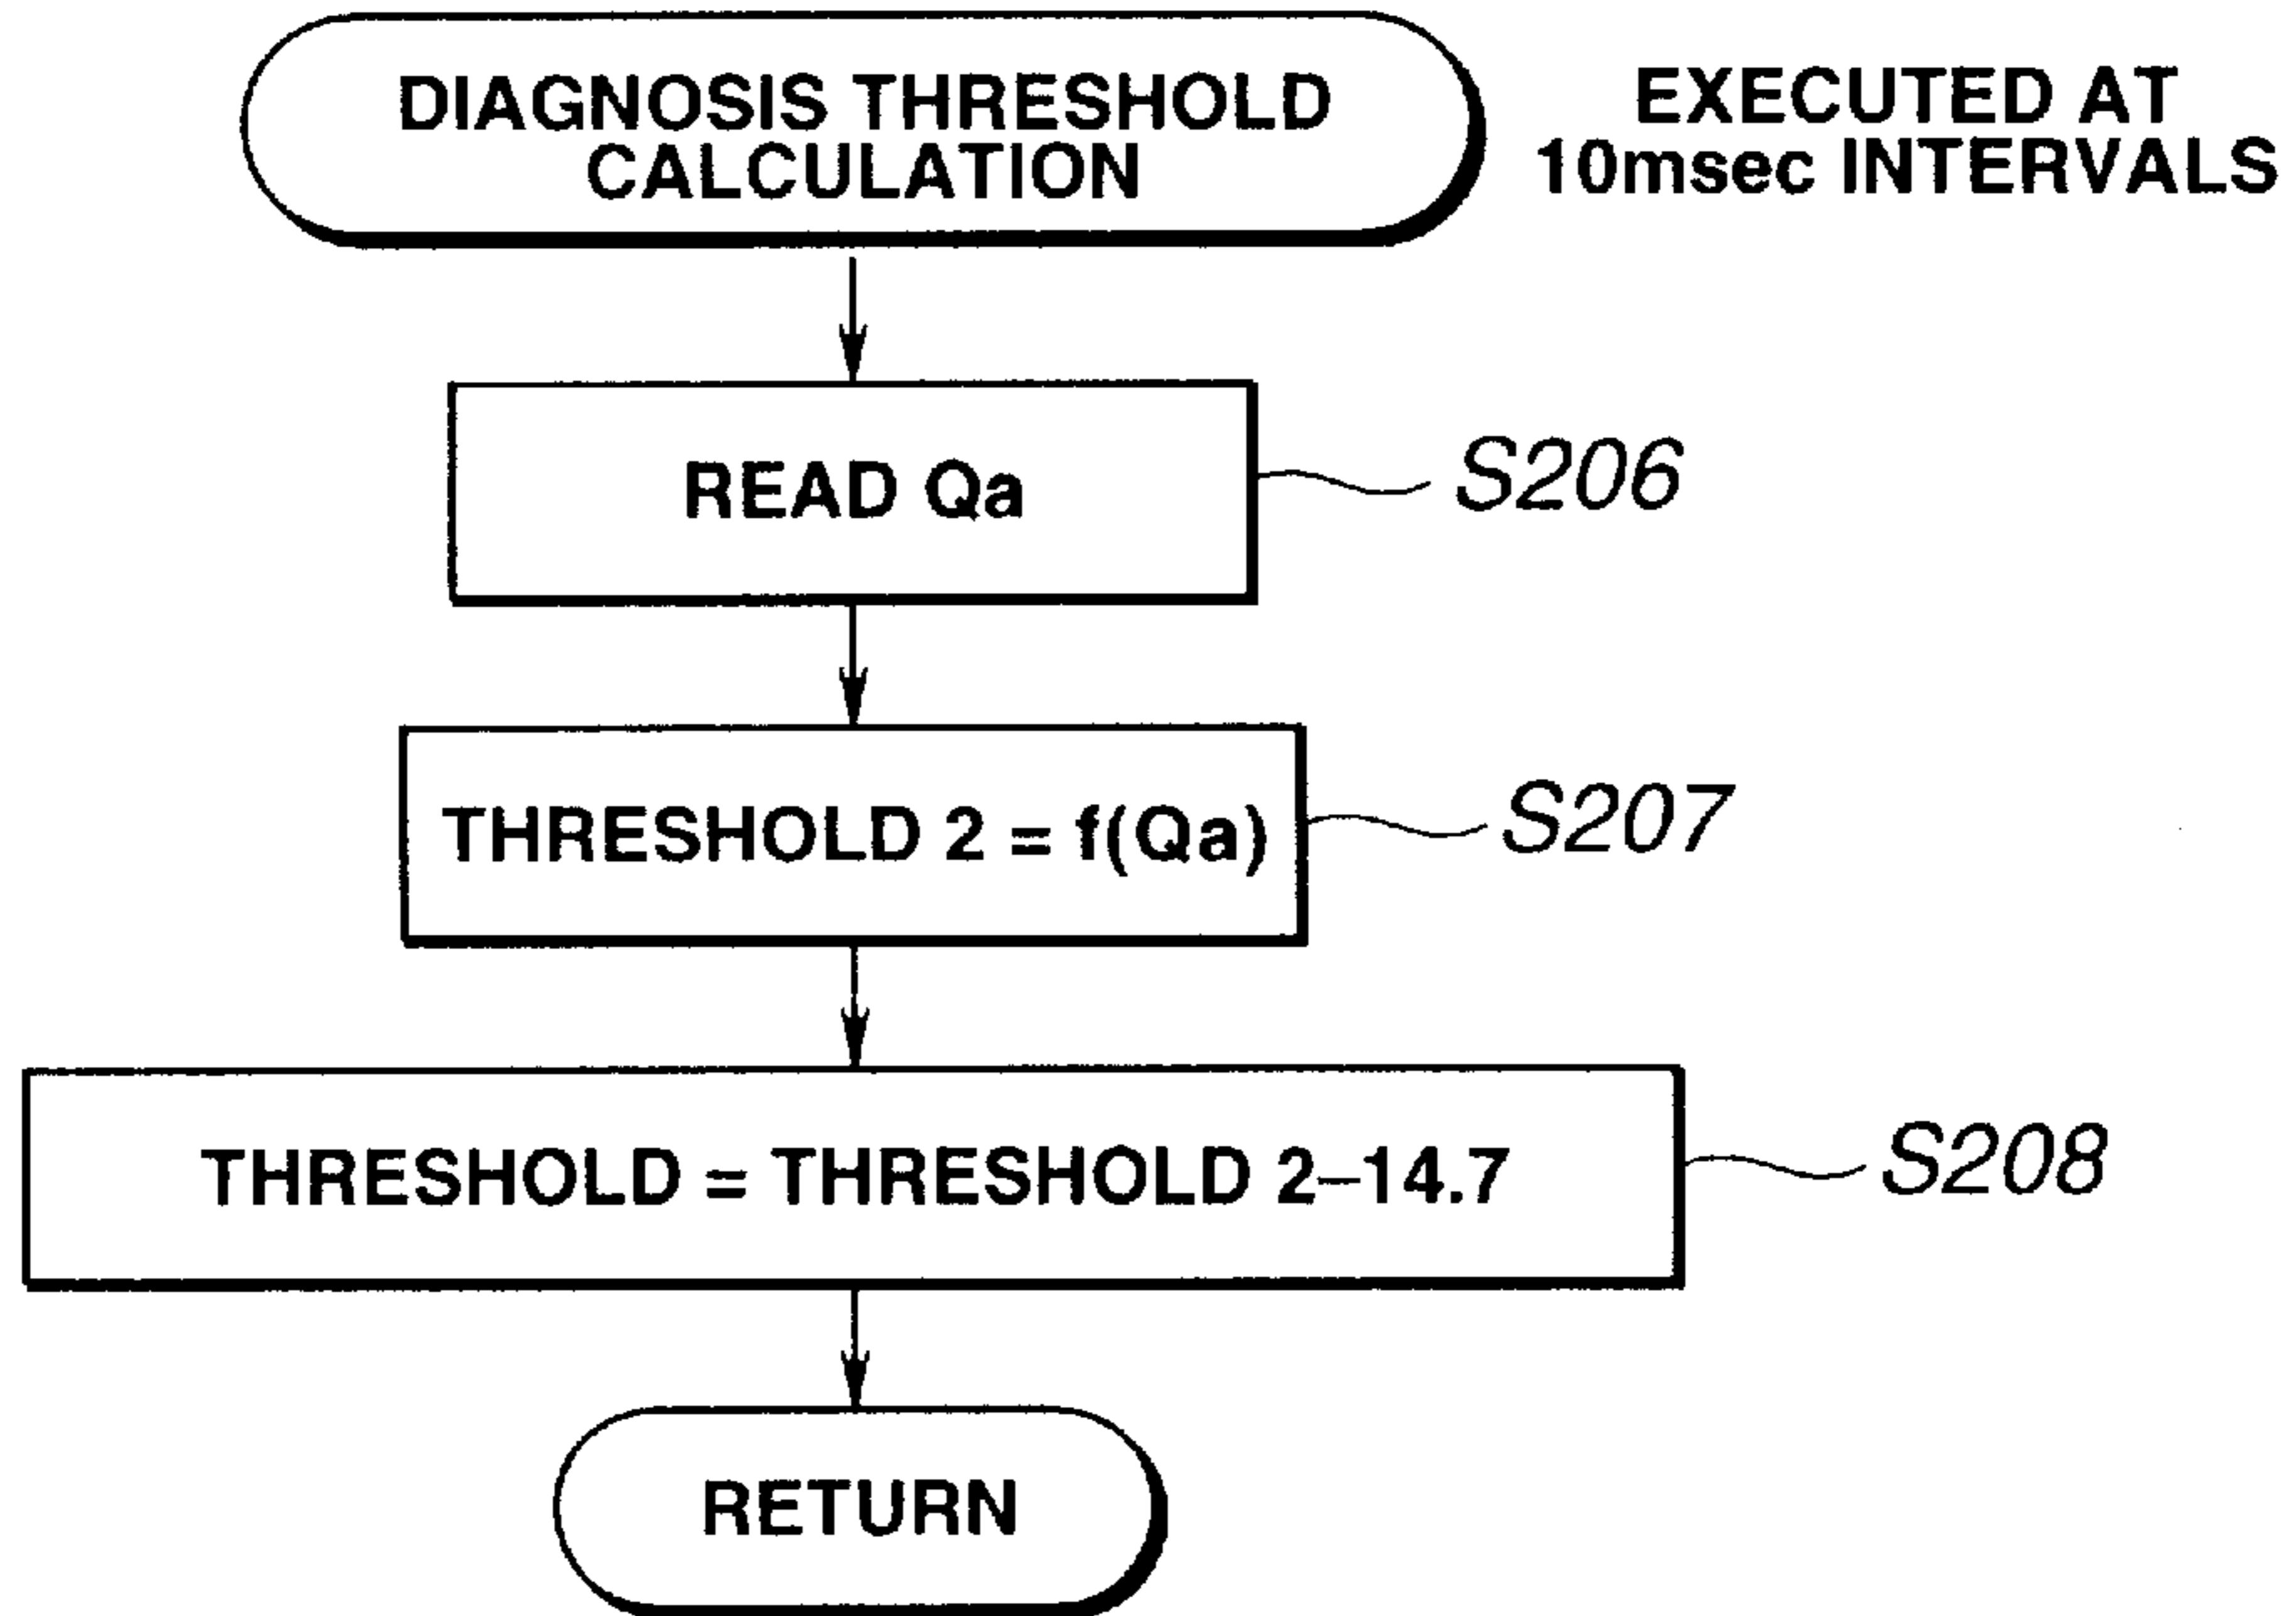 DIAGNOSIS THRESHOLD
CALCULATION
EXECUTED AT
10msec INTERVALS
READ Qa
S206
THRESHOLD 2 = f(Qa)
S207
THRESHOLD = THRESHOLD 2–14.7
S208
RETURN